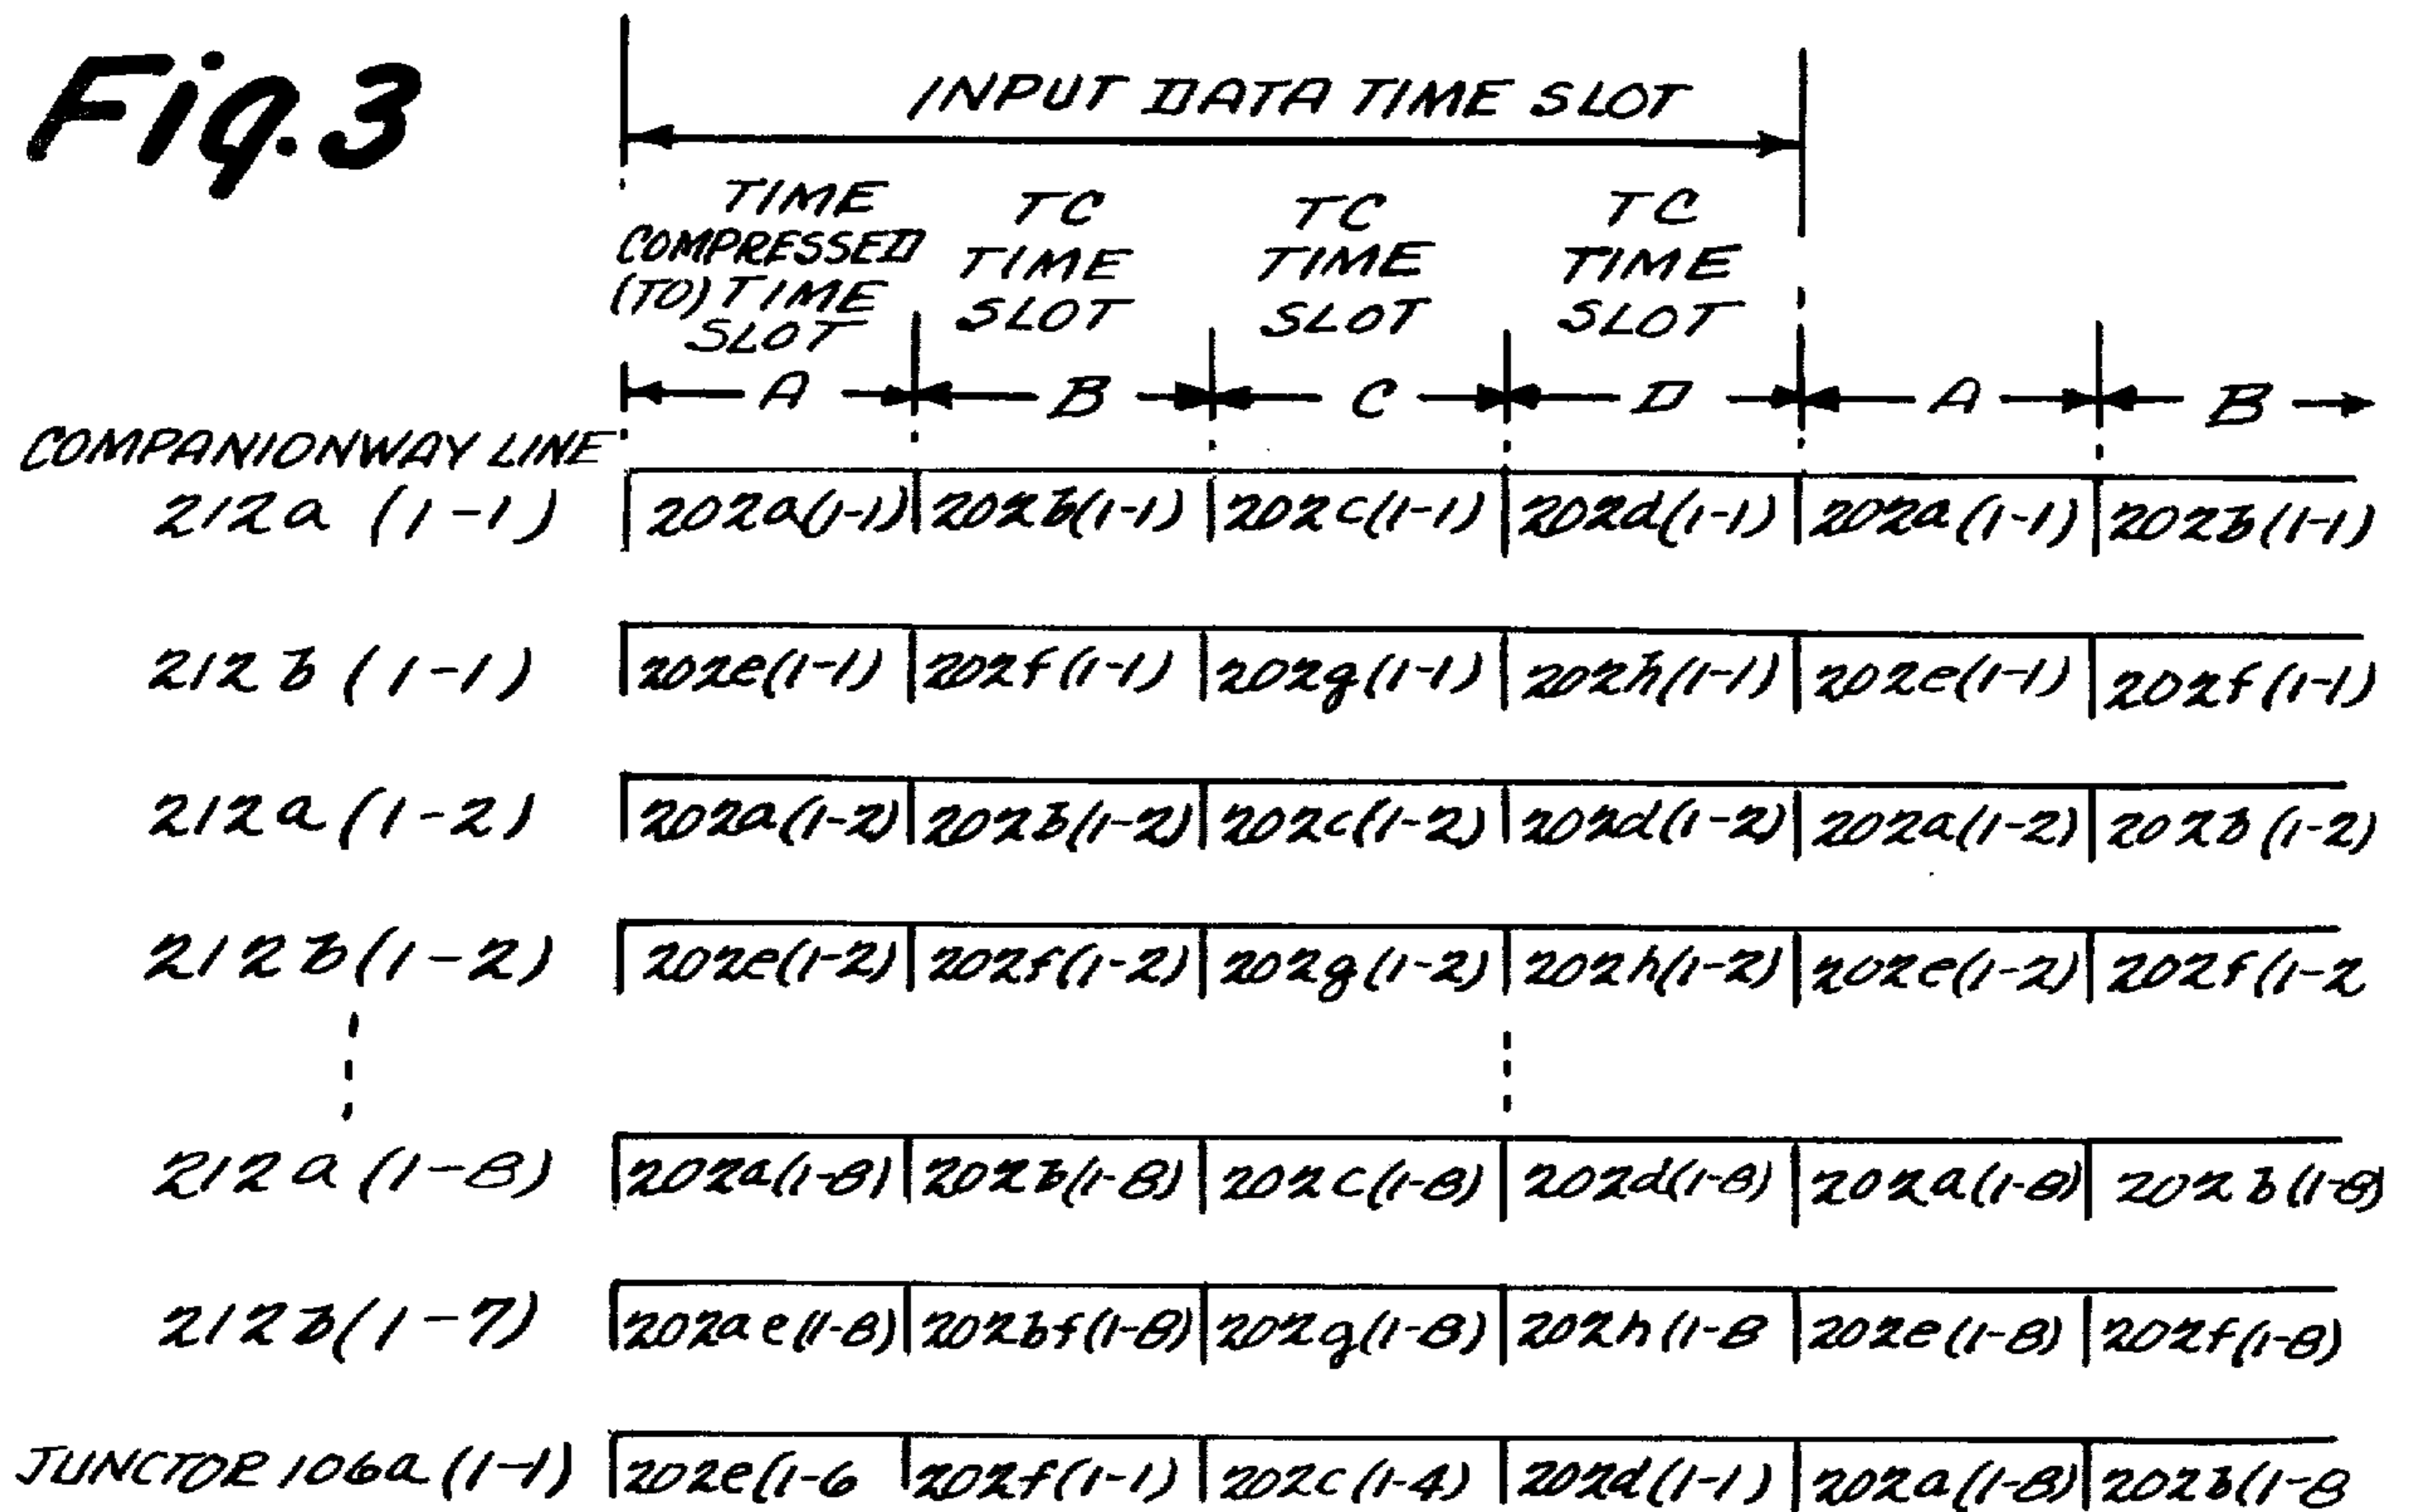 Fig.3
INPUT DATA TIME SLOT
TIME COMPRESSED (TO) TIME SLOT
TC TIME SLOT
TC TIME SLOT
TC TIME SLOT
A B C D A B
COMPANIONWAY LINE
212a (1-1) 202a(1-1) 202b(1-1) 202c(1-1) 202d(1-1) 202a(1-1) 202b(1-1)
212b (1-1) 202e(1-1) 202f(1-1) 202g(1-1) 202h(1-1) 202e(1-1) 202f(1-1)
212a (1-2) 202a(1-2) 202b(1-2) 202c(1-2) 202d(1-2) 202a(1-2) 202b(1-2)
212b (1-2) 202e(1-2) 202f(1-2) 202g(1-2) 202h(1-2) 202e(1-2) 202f(1-2
212a (1-8) 202a(1-8) 202b(1-8) 202c(1-8) 202d(1-8) 202a(1-8) 202b(1-8)
212b(1-7) 202ae(1-8) 202bf(1-8) 202g(1-8) 202h(1-8 202e(1-8) 202f(1-8)
JUNCTOR 106a (1-1) 202e(1-6 202f(1-1) 202c(1-4) 202d(1-1) 202a(1-8) 202b(1-8